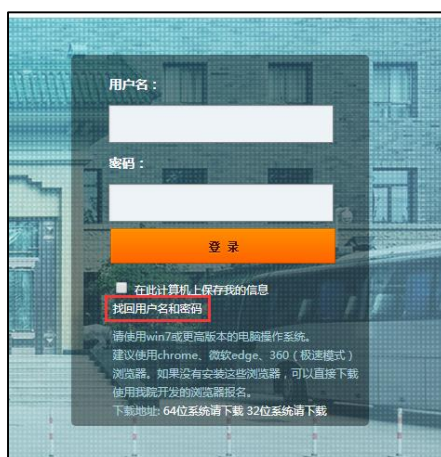 用户名：
密码：
登 录
在此计算机上保存我的信息
找回用户名和密码
请使用win7或更高版本的电脑操作系统。
建议使用chrome、微软edge、360（极速模式）
浏览器。如果没有安装这些浏览器，可以直接下载
使用我院开发的浏览器报名。
下载地址: 64位系统请下载 32位系统请下载